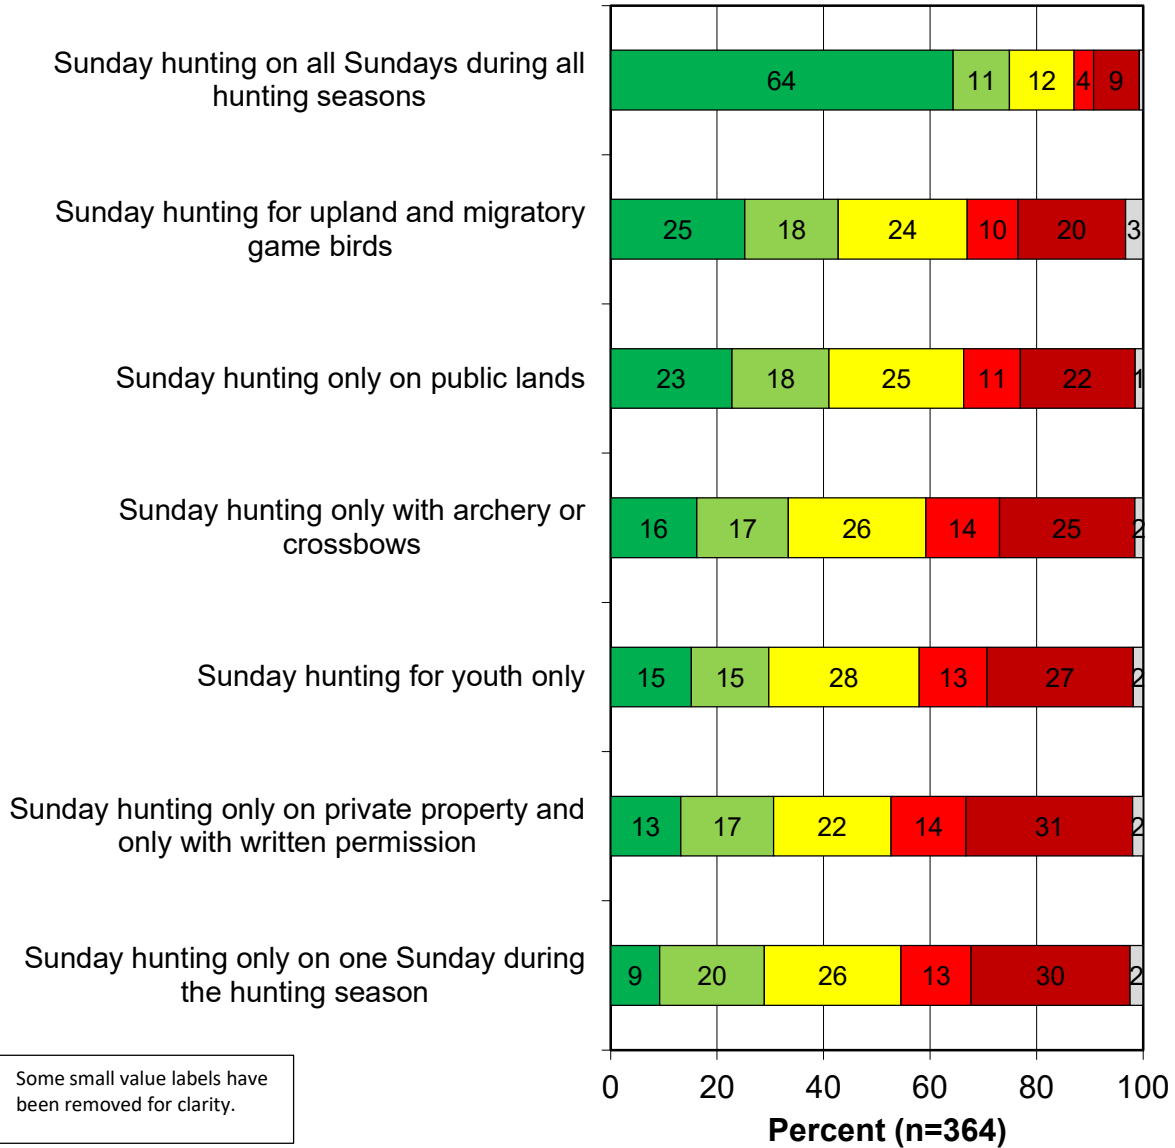 Sunday hunting on all Sundays during all
hunting seasons
64 11 12 4 9
Sunday hunting for upland and migratory
game birds
25 18 24 10 20 3
Sunday hunting only on public lands
23 18 25 11 22 1
Sunday hunting only with archery or
crossbows
16 17 26 14 25 2
Sunday hunting for youth only
15 15 28 13 27 2
Sunday hunting only on private property and
only with written permission
13 17 22 14 31 2
Sunday hunting only on one Sunday during
the hunting season
9 20 26 13 30 2
Some small value labels have
been removed for clarity.
0 20 40 60 80 100
Percent (n=364)